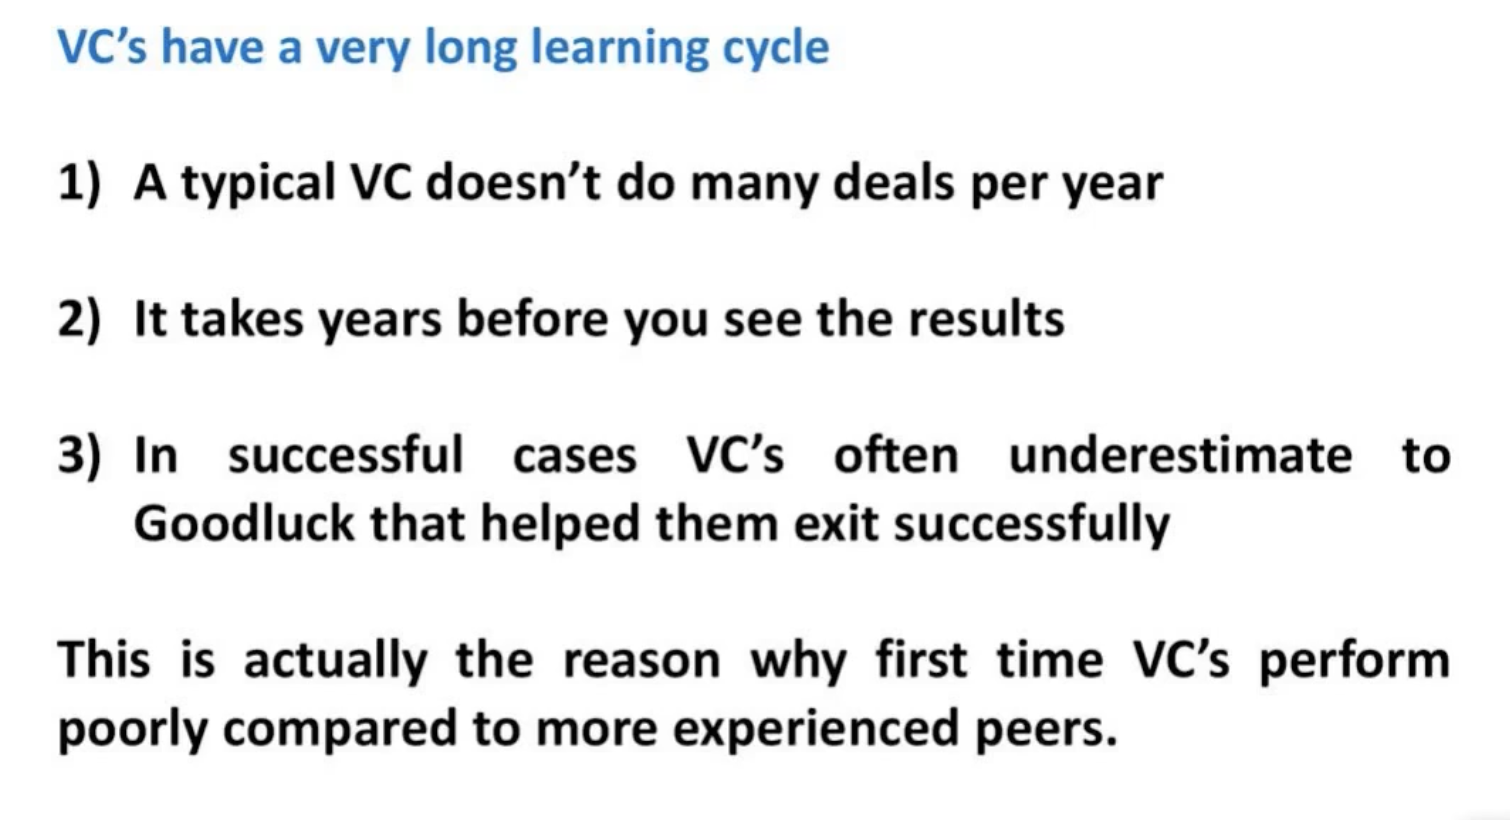 VC’s have a very long learning cycle
1) A typical VC doesn’t do many deals per year
2) It takes years before you see the results
3) In successful cases VC’s often underestimate to
Goodluck that helped them exit successfully
This is actually the reason why first time VC’s perform
poorly compared to more experienced peers.